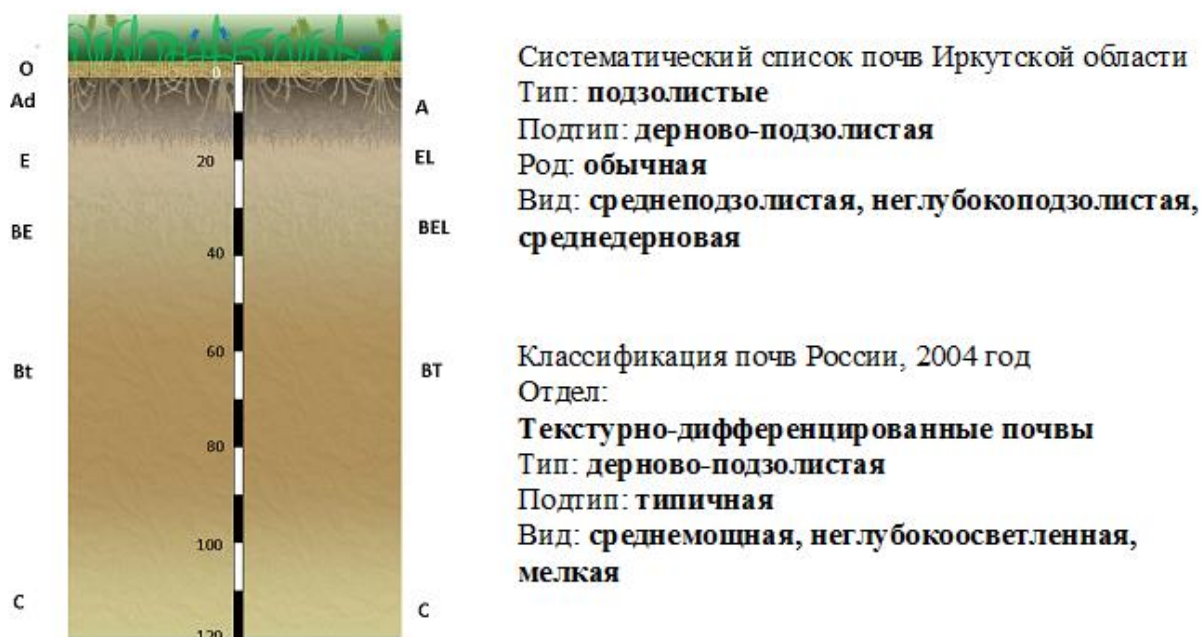 O
Ad
E
BE
Bt
C
0
20
40
60
80
100
120
A
EL
BEL
BT
C
Систематический список почв Иркутской области
Тип: подзолистые
Подтип: дерново-подзолистая
Род: обычная
Вид: среднеподзолистая, неглубокоподзолистая,
среднедерновая
Классификация почв России, 2004 год
Отдел:
Текстурно-дифференцированные почвы
Тип: дерново-подзолистая
Подтип: типичная
Вид: среднемощная, неглубокоосветленная,
мелкая